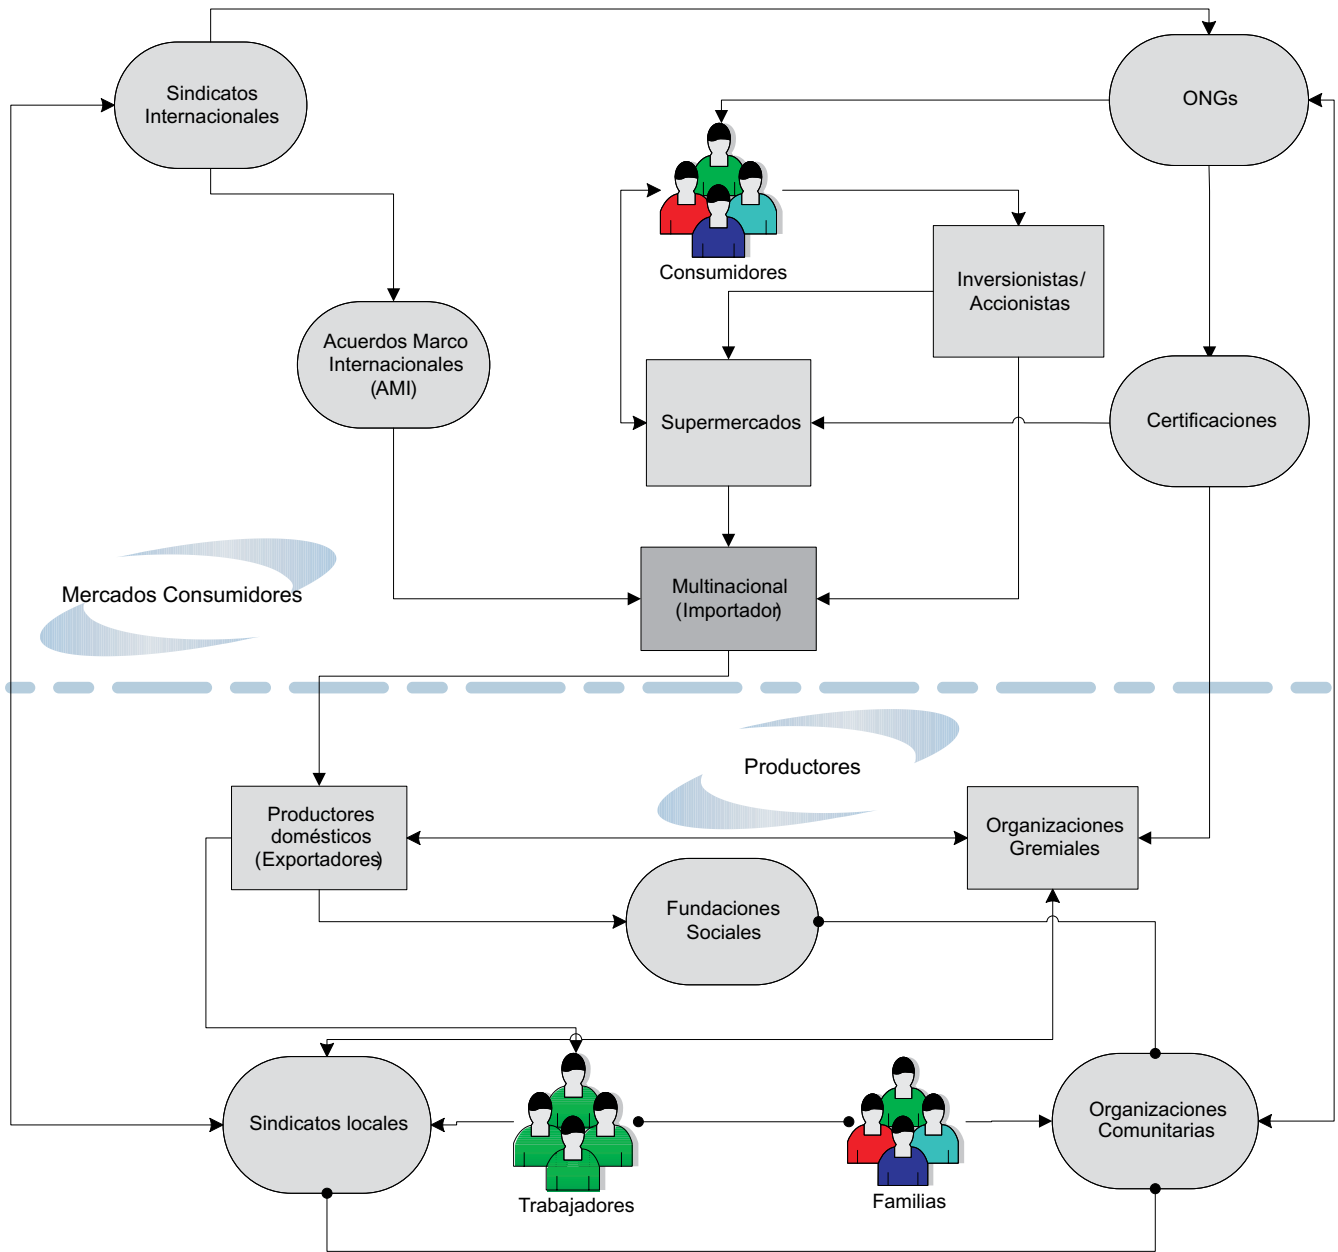 Sindicatos
Internacionales
ONGs
Consumidores
Inversionistas/
Accionistas
Acuerdos Marco
Internacionales
(AMI)
Supermercados
Certificaciones
Mercados Consumidores
Multinacional
(Importador)
Productores
Productores
domésticos
(Exportadores)
Organizaciones
Gremiales
Fundaciones
Sociales
Sindicatos locales
Trabajadores
Familias
Organizaciones
Comunitarias